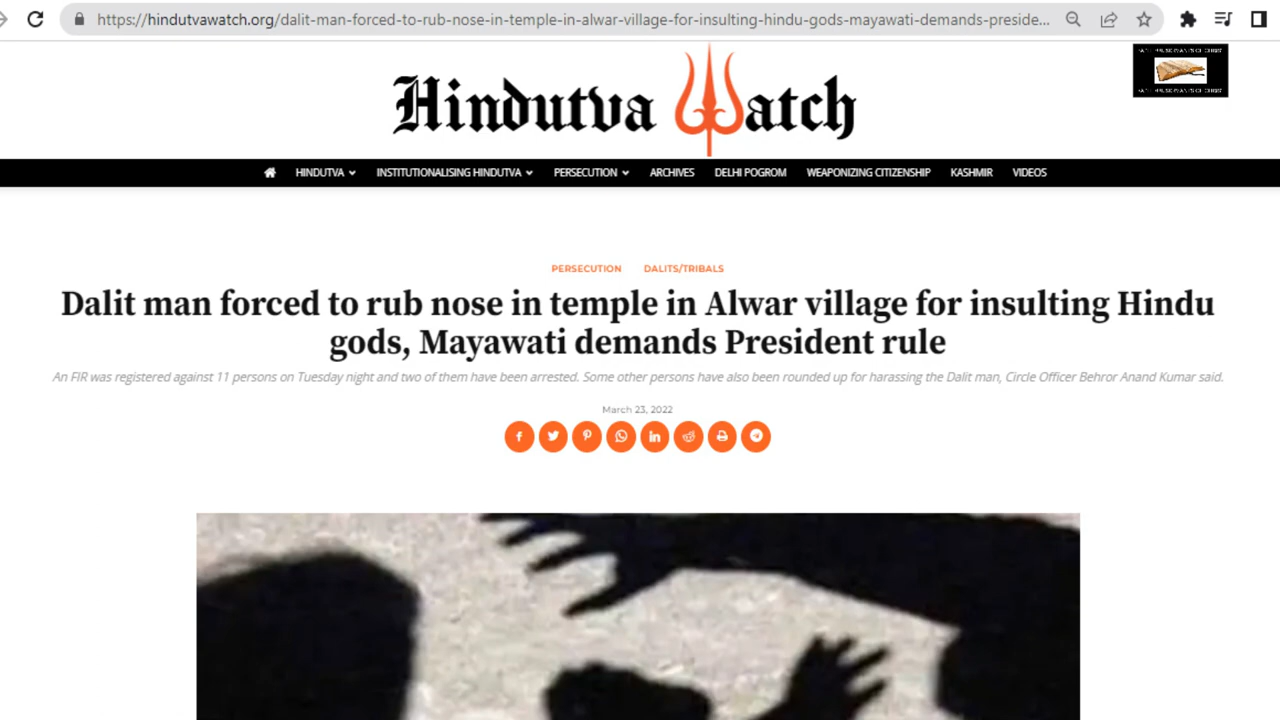 https://hindutvawatch.org/dalit-man-forced-to-rub-nose-in-temple-in-alwar-village-for-insulting-hindu-gods-mayawati-demands-preside...
Hindutva Watch
HINDUTVA INSTITUTIONALISING HINDUTVA PERSECUTION ARCHIVES DELHI POGROM WEAPONIZING CITIZENSHIP KASHMIR VIDEOS
PERSECUTION DALITS/TRIBALS
Dalit man forced to rub nose in temple in Alwar village for insulting Hindu
gods, Mayawati demands President rule
An FIR was registered against 11 persons on Tuesday night and two of them have been arrested. Some other persons have also been rounded up for harassing the Dalit man, Circle Officer Behror Anand Kumar said.
March 23, 2022